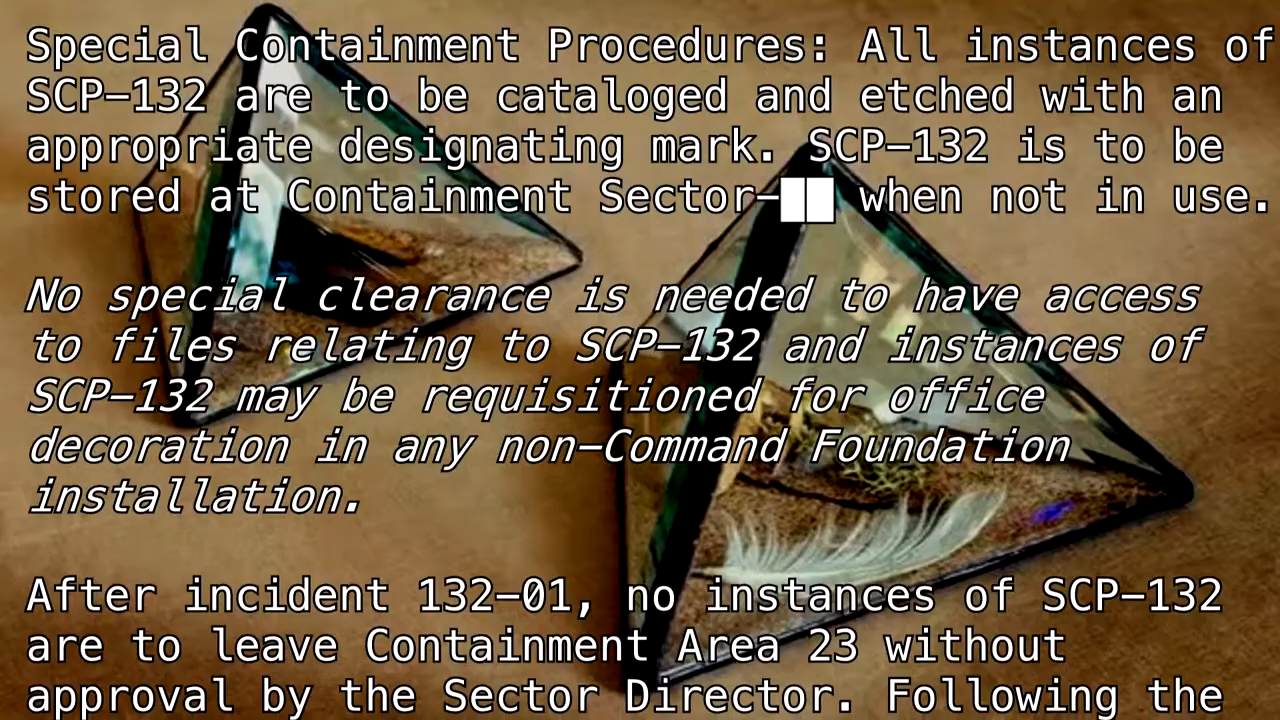 Special Containment Procedures: All instances of
SCP-132 are to be cataloged and etched with an
appropriate designating mark. SCP-132 is to be
stored at Containment Sector-██ when not in use.
No special clearance is needed to have access
to files relating to SCP-132 and instances of
SCP-132 may be requisitioned for office
decoration in any non-Command Foundation
installation.
After incident 132-01, no instances of SCP-132
are to leave Containment Area 23 without
approval by the Sector Director. Following the